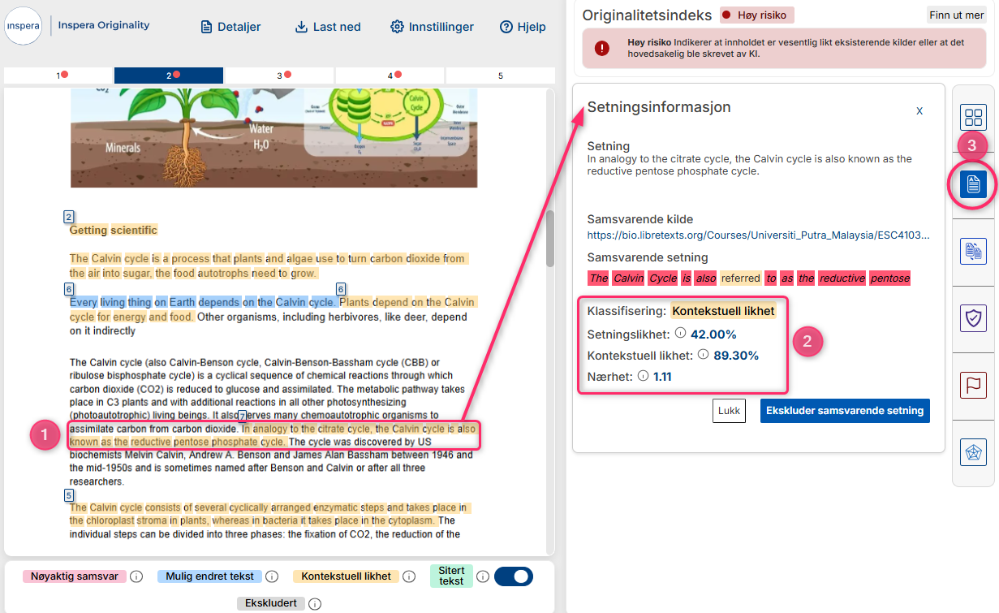 inspera
Inspera Originality
Detaljer
Last ned
Innstillinger
Hjelp
1
2
3
4
5
CO₂
Minerals
Water
H₂O
Calvin
Cycle
Getting scientific
2
The Calvin cycle is a process that plants and algae use to turn carbon dioxide from
the air into sugar, the food autotrophs need to grow.
6
6
Every living thing on Earth depends on the Calvin cycle. Plants depend on the Calvin
cycle for energy and food. Other organisms, including herbivores, like deer, depend
on it indirectly
The Calvin cycle (also Calvin-Benson cycle, Calvin-Benson-Bassham cycle (CBB) or
ribulose bisphosphate cycle) is a cyclical sequence of chemical reactions through which
carbon dioxide (CO2) is reduced to glucose and assimilated. The metabolic pathway takes
place in C3 plants and with additional reactions in all other photosynthesizing
(photoautotrophic) living beings. It also serves many chemoautotrophic organisms to
7
assimilate carbon from carbon dioxide. In analogy to the citrate cycle, the Calvin cycle is also
known as the reductive pentose phosphate cycle. The cycle was discovered by US
biochemists Melvin Calvin, Andrew A. Benson and James Alan Bassham between 1946 and
the mid-1950s and is sometimes named after Benson and Calvin or after all three
researchers.
1
5
The Calvin cycle consists of several cyclically arranged enzymatic steps and takes place in
the chloroplast stroma in plants, whereas in bacteria it takes place in the cytoplasm. The
individual steps can be divided into three phases: the fixation of CO2, the reduction of the
Nøyaktig samsvar
Mulig endret tekst
Kontekstuell likhet
Sitert
tekst
Ekskludert
Originalitetsindeks
Høy risiko
Finn ut mer
Høy risiko Indikerer at innholdet er vesentlig likt eksisterende kilder eller at det
hovedsakelig ble skrevet av KI.
Setningsinformasjon
X
Setning
In analogy to the citrate cycle, the Calvin cycle is also known as the
reductive pentose phosphate cycle.
Samsvarende kilde
https://bio.libretexts.org/Courses/Universiti_Putra_Malaysia/ESC4103...
Samsvarende setning
The Calvin Cycle is also referred to as the reductive pentose
Klassifisering: Kontekstuell likhet
Setningslikhet: 42.00%
Kontekstuell likhet: 89.30%
Nærhet: 1.11
2
Lukk
Ekskluder samsvarende setning
3